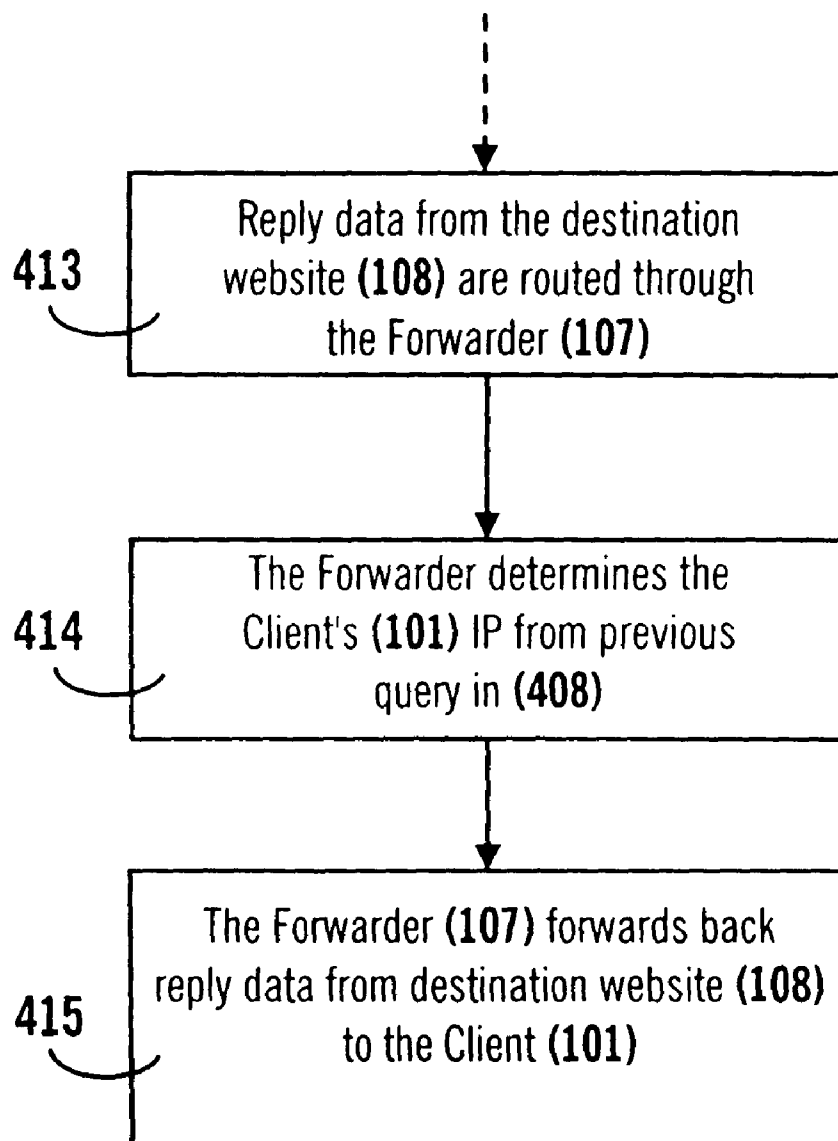 Reply data from the destination
website (108) are routed through
the Forwarder (107)
413
The Forwarder determines the
Client's (101) IP from previous
query in (408)
414
The Forwarder (107) forwards back
reply data from destination website (108)
to the Client (101)
415